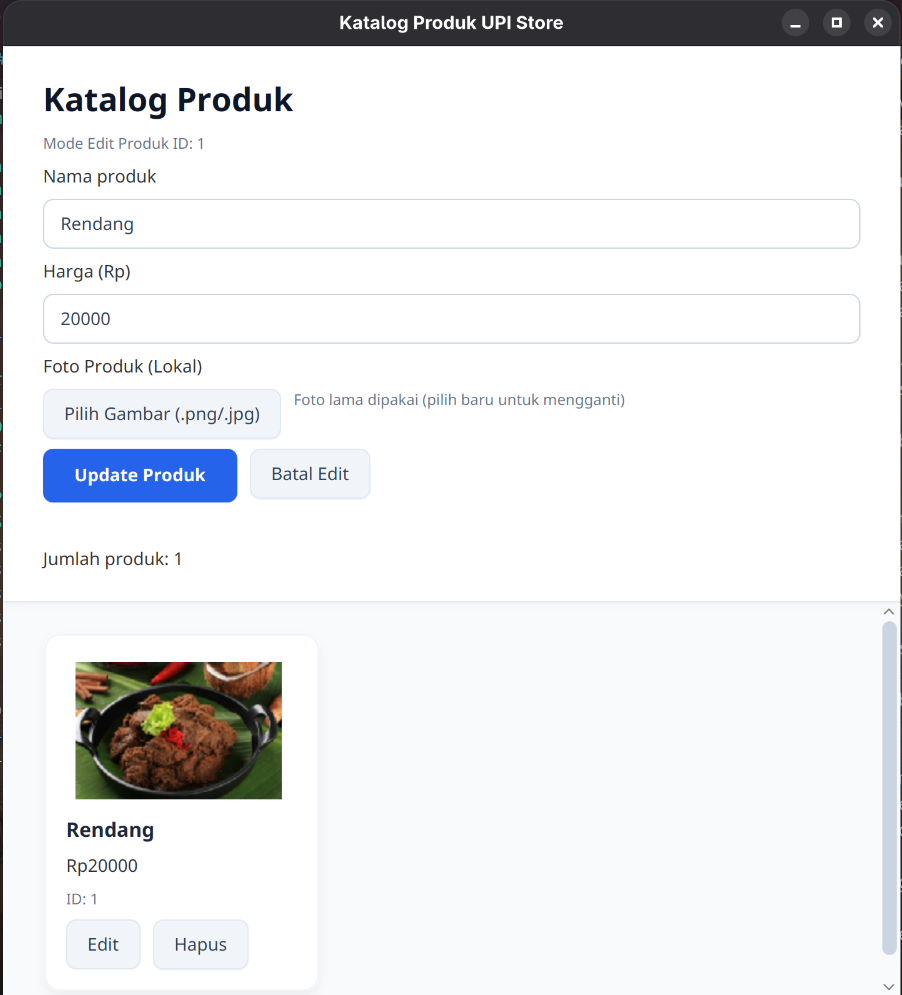 Katalog Produk UPI Store
Katalog Produk
Mode Edit Produk ID: 1
Nama produk
Rendang
Harga (Rp)
20000
Foto Produk (Lokal)
Pilih Gambar (.png/.jpg)
Foto lama dipakai (pilih baru untuk mengganti)
Update Produk
Batal Edit
Jumlah produk: 1
Rendang
Rp20000
ID: 1
Edit
Hapus